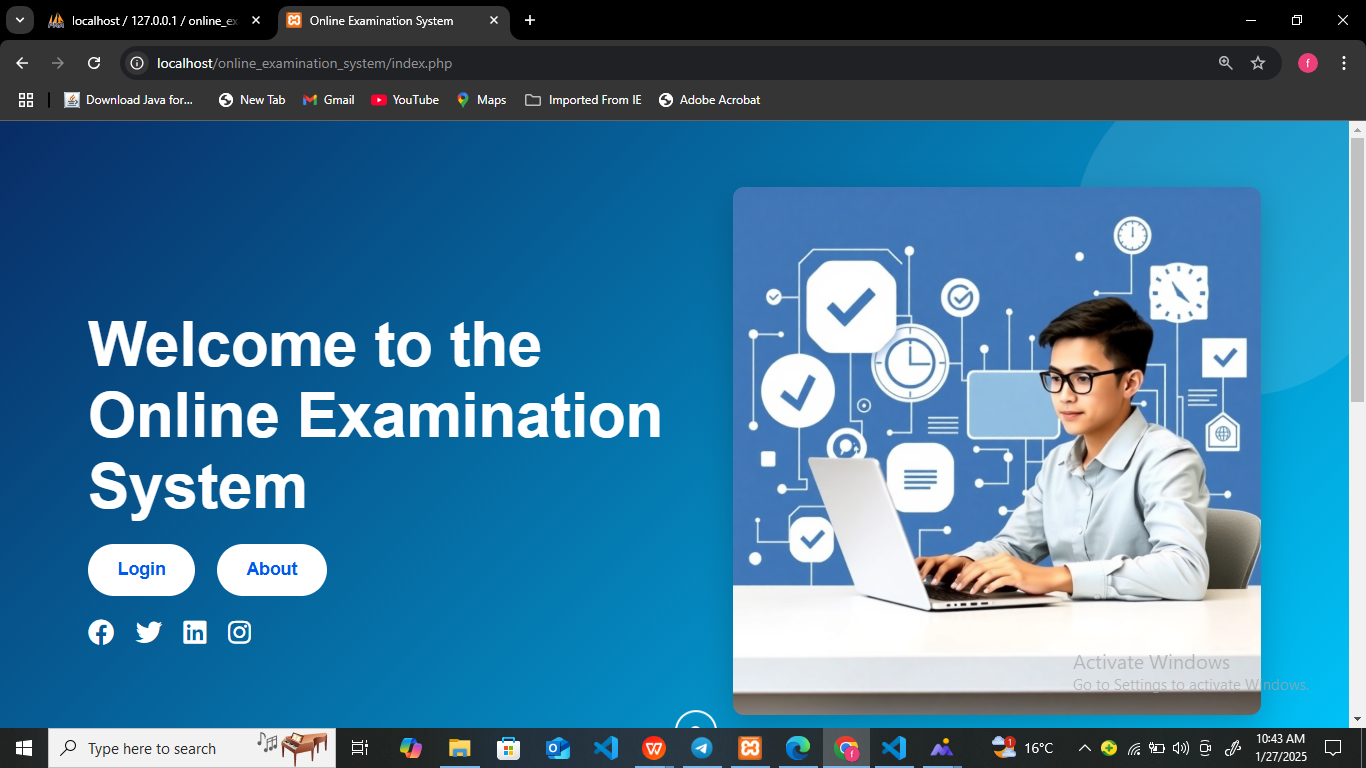 localhost / 127.0.0.1 / online_ex
Online Examination System
localhost/online_examination_system/index.php
f
Download Java for...
New Tab
Gmail
YouTube
Maps
Imported From IE
Adobe Acrobat
Welcome to the
Online Examination
System
Login
About
Activate Windows
Go to Settings to activate Windows.
Type here to search
1
16°C
10:43 AM
1/27/2025